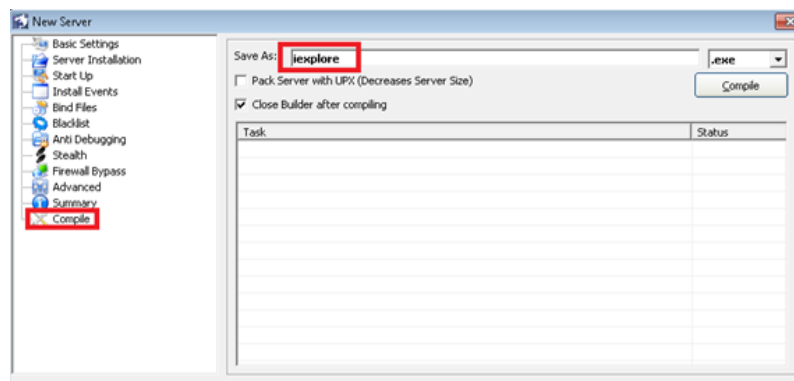 New Server
Basic Settings
Server Installation
Start Up
Install Events
Bind Files
Blacklist
Anti Debugging
Stealth
Firewall Bypass
Advanced
Summary
Compile
Save As: iexplore .exe
Pack Server with UPX (Decreases Server Size)
Compile
Close Builder after compiling
Task Status